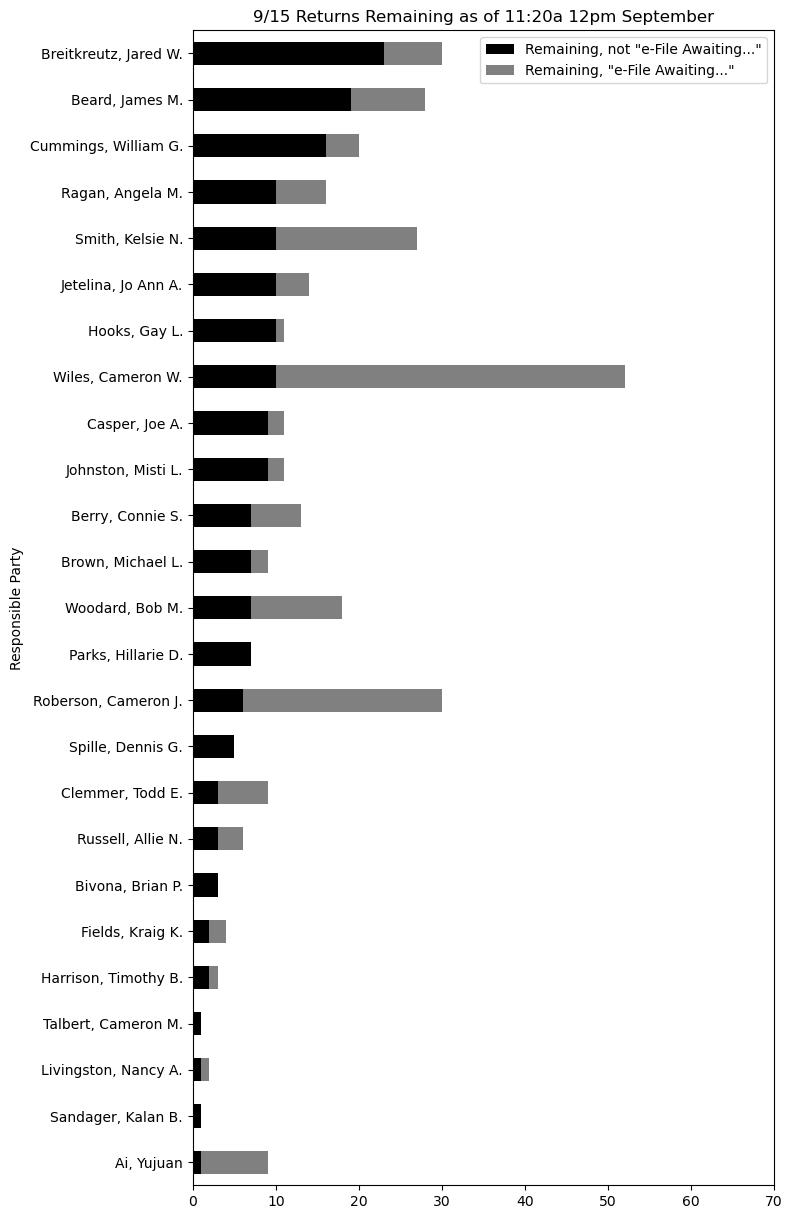 9/15 Returns Remaining as of 11:20a 12pm September
Remaining, not "e-File Awaiting..."
Remaining, "e-File Awaiting..."
Responsible Party
Breitkreutz, Jared W.
Beard, James M.
Cummings, William G.
Ragan, Angela M.
Smith, Kelsie N.
Jetelina, Jo Ann A.
Hooks, Gay L.
Wiles, Cameron W.
Casper, Joe A.
Johnston, Misti L.
Berry, Connie S.
Brown, Michael L.
Woodard, Bob M.
Parks, Hillarie D.
Roberson, Cameron J.
Spille, Dennis G.
Clemmer, Todd E.
Russell, Allie N.
Bivona, Brian P.
Fields, Kraig K.
Harrison, Timothy B.
Talbert, Cameron M.
Livingston, Nancy A.
Sandager, Kalan B.
Ai, Yujuan
0 10 20 30 40 50 60 70